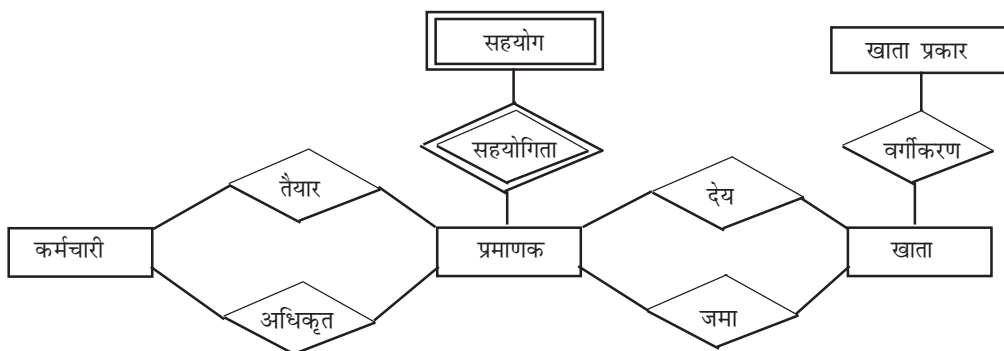 सहयोग
खाता प्रकार
सहयोगिता
वर्गीकरण
तैयार
देय
कर्मचारी
प्रमाणक
खाता
अधिकृत
जमा